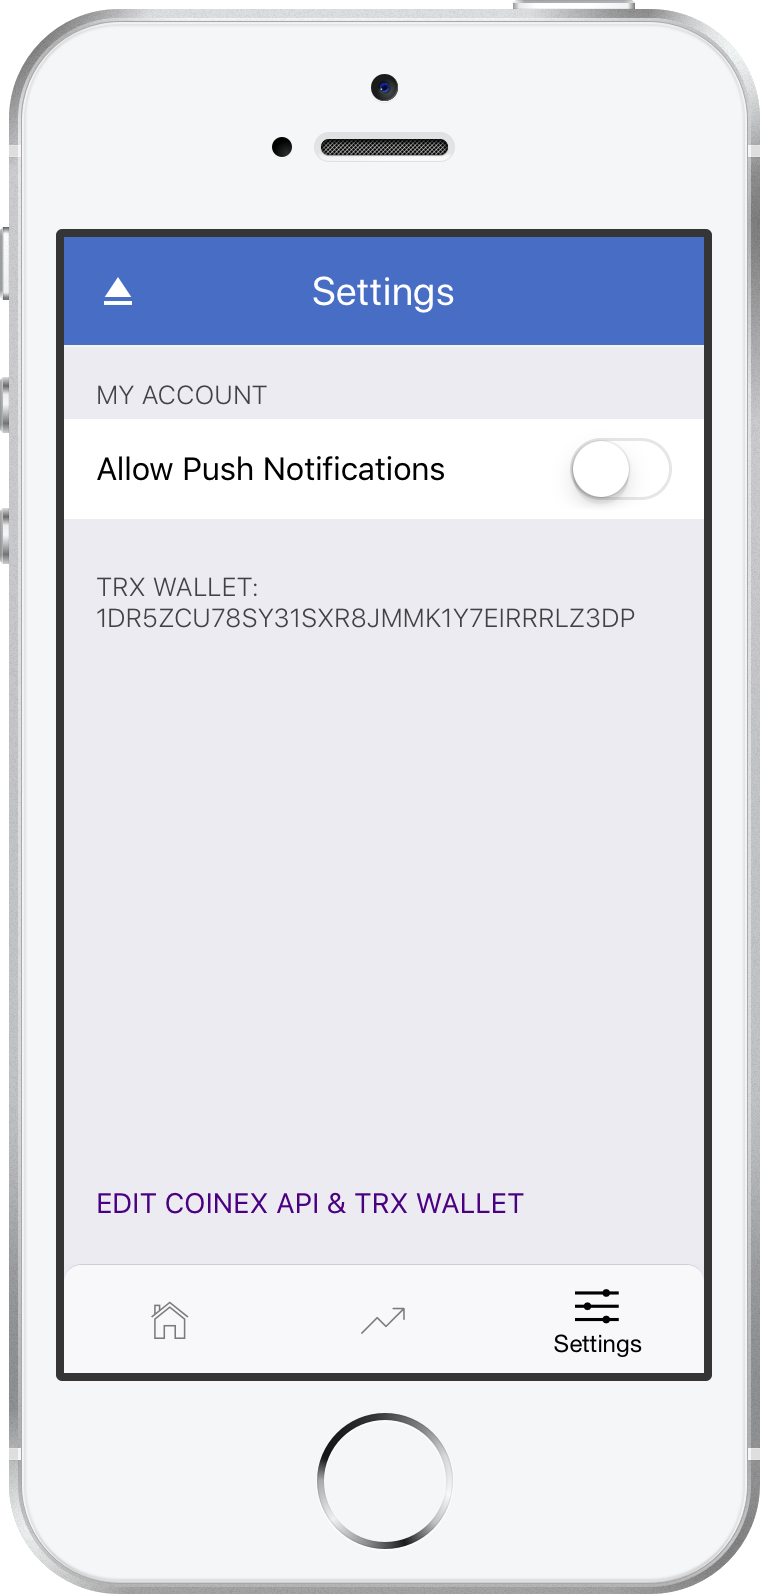 Settings
MY ACCOUNT
Allow Push Notifications
TRX WALLET:
1DR5ZCU78SY31SXR8JMMK1Y7EIRRRLZ3DP
EDIT COINEX API & TRX WALLET
Settings